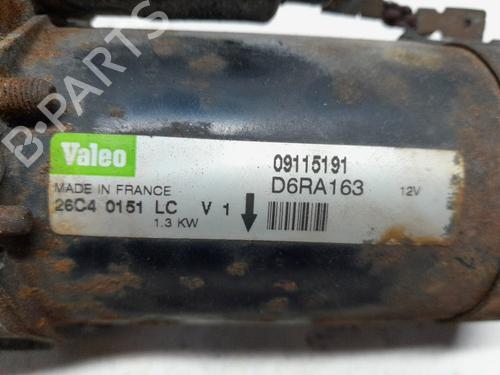 B-PARTS
Valeo
09115191
MADE IN FRANCE
D6RA163 12V
26C4 0151 LC V 1
1.3 KW